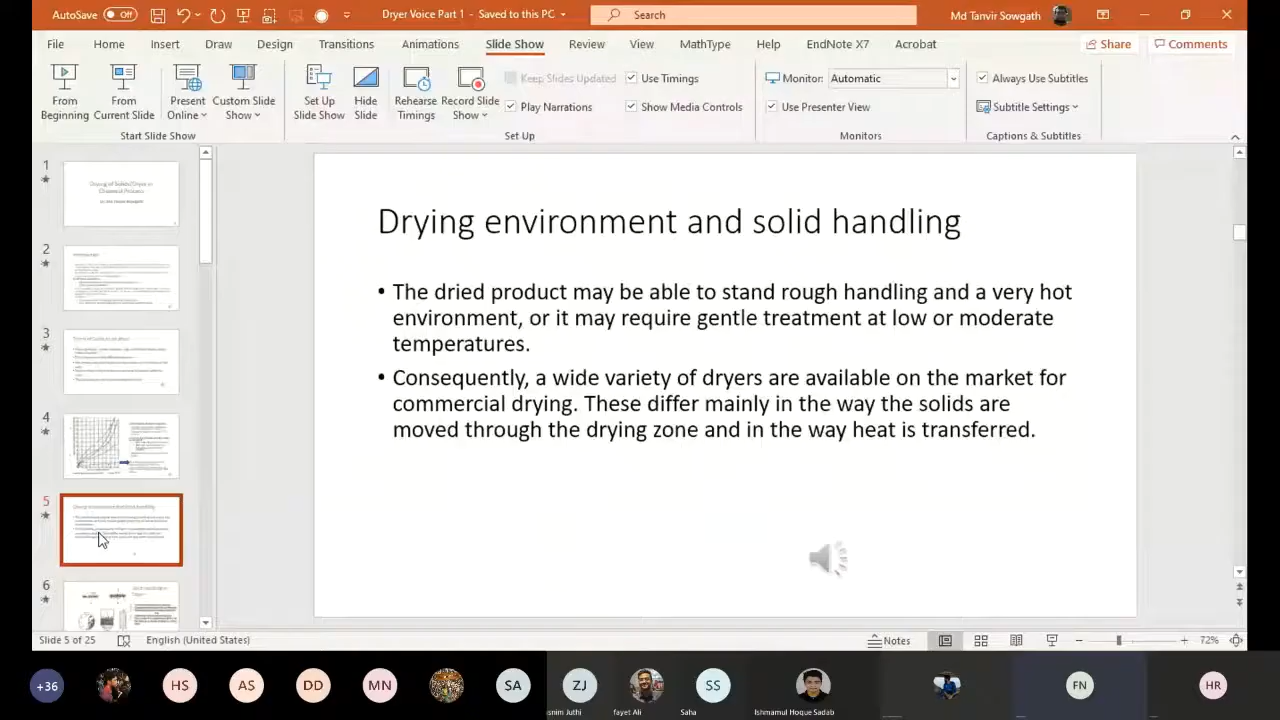 AutoSave Off Dryer Voice Part 1 - Saved to this PC Search Md Tanvir Sowgath
File Home Insert Draw Design Transitions Animations Slide Show Review View MathType Help EndNote X7 Acrobat Share Comments
From Beginning
From Current Slide
Present Online
Custom Slide Show
Start Slide Show
Set Up Slide Show
Hide Slide
Rehearse Timings
Record Slide Show
Keep Slides Updated
Play Narrations
Use Timings
Show Media Controls
Set Up
Monitor: Automatic
Use Presenter View
Monitors
Always Use Subtitles
Subtitle Settings
Captions & Subtitles
1
2
3
4
5
6
Drying environment and solid handling
• The dried product may be able to stand rough handling and a very hot
environment, or it may require gentle treatment at low or moderate
temperatures.
• Consequently, a wide variety of dryers are available on the market for
commercial drying. These differ mainly in the way the solids are
moved through the drying zone and in the way heat is transferred.
Slide 5 of 25 English (United States) Notes 72%
+36 HS AS DD MN SA ZJ SS FN HR
asnim Juthi fayet Ali Saha Ishmamul Hoque Sadab